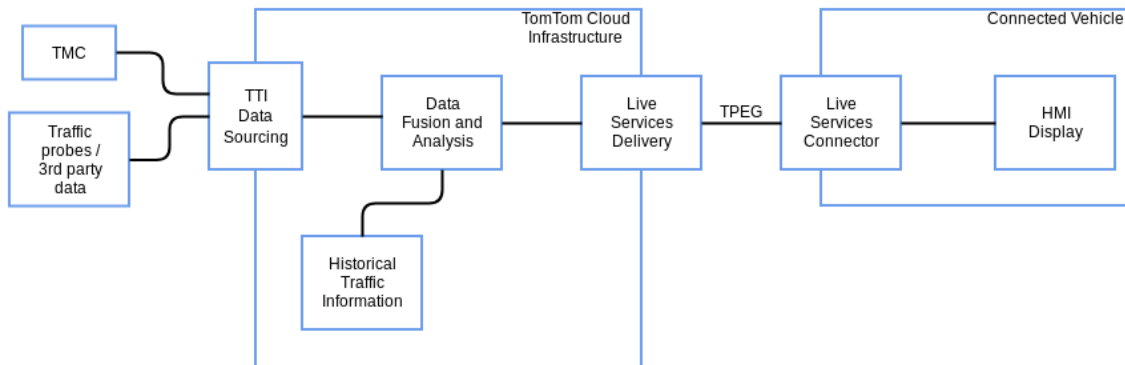 TomTom Cloud
Infrastructure
Connected Vehicle
TMC
Traffic
probes /
3rd party
data
TTI
Data
Sourcing
Data
Fusion and
Analysis
Historical
Traffic
Information
Live
Services
Delivery
TPEG
Live
Services
Connector
HMI
Display